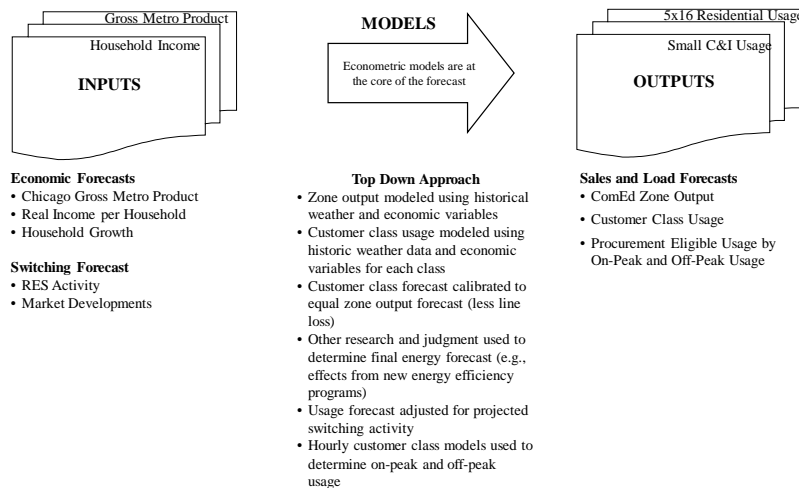 Gross Metro Product
Household Income
INPUTS
Economic Forecasts
• Chicago Gross Metro Product
• Real Income per Household
• Household Growth
Switching Forecast
• RES Activity
• Market Developments
MODELS
Econometric models are at
the core of the forecast
Top Down Approach
• Zone output modeled using historical
weather and economic variables
• Customer class usage modeled using
historic weather data and economic
variables for each class
• Customer class forecast calibrated to
equal zone output forecast (less line
loss)
• Other research and judgment used to
determine final energy forecast (e.g.,
effects from new energy efficiency
programs)
• Usage forecast adjusted for projected
switching activity
• Hourly customer class models used to
determine on-peak and off-peak
usage
5x16 Residential Usage
Small C&I Usage
OUTPUTS
Sales and Load Forecasts
• ComEd Zone Output
• Customer Class Usage
• Procurement Eligible Usage by
On-Peak and Off-Peak Usage